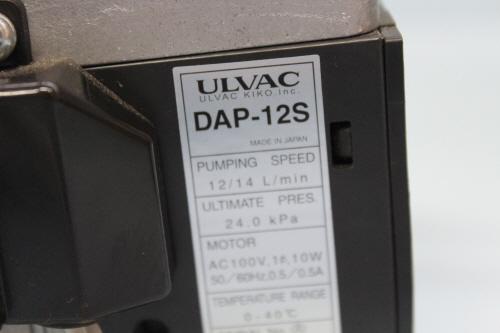 ULVAC
ULVAC KIKO. Inc.
DAP-12S
MADE IN JAPAN
PUMPING SPEED
12/14 L/min
ULTIMATE PRES.
24.0 kPa
MOTOR
AC100V, 1ϕ, 10W
50/60Hz, 0.5/0.5A
TEMPERATURE RANGE
0-40℃